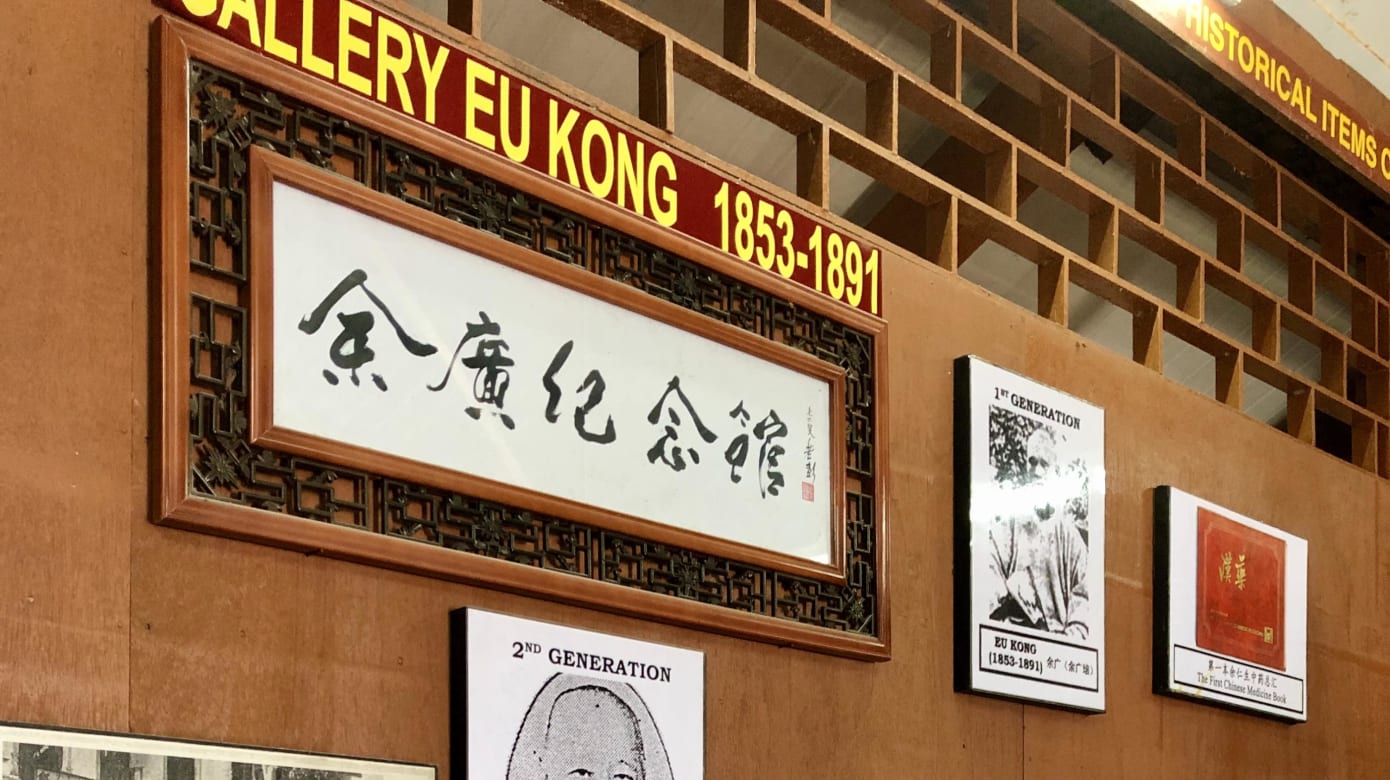 GALLERY EU KONG 1853-1891
HISTORICAL ITEMS
余廣纪念館
1ST GENERATION
EU KONG
(1853-1891) 余广（余广培）
漢藥
第一本余仁生中药总汇
The First Chinese Medicine Book
2ND GENERATION